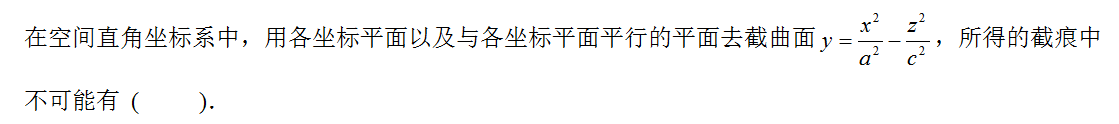 在空间直角坐标系中，用各坐标平面以及与各坐标平面平行的平面去截曲面 y = x²/a² − z²/c²，所得的截痕中
不可能有 (　　).